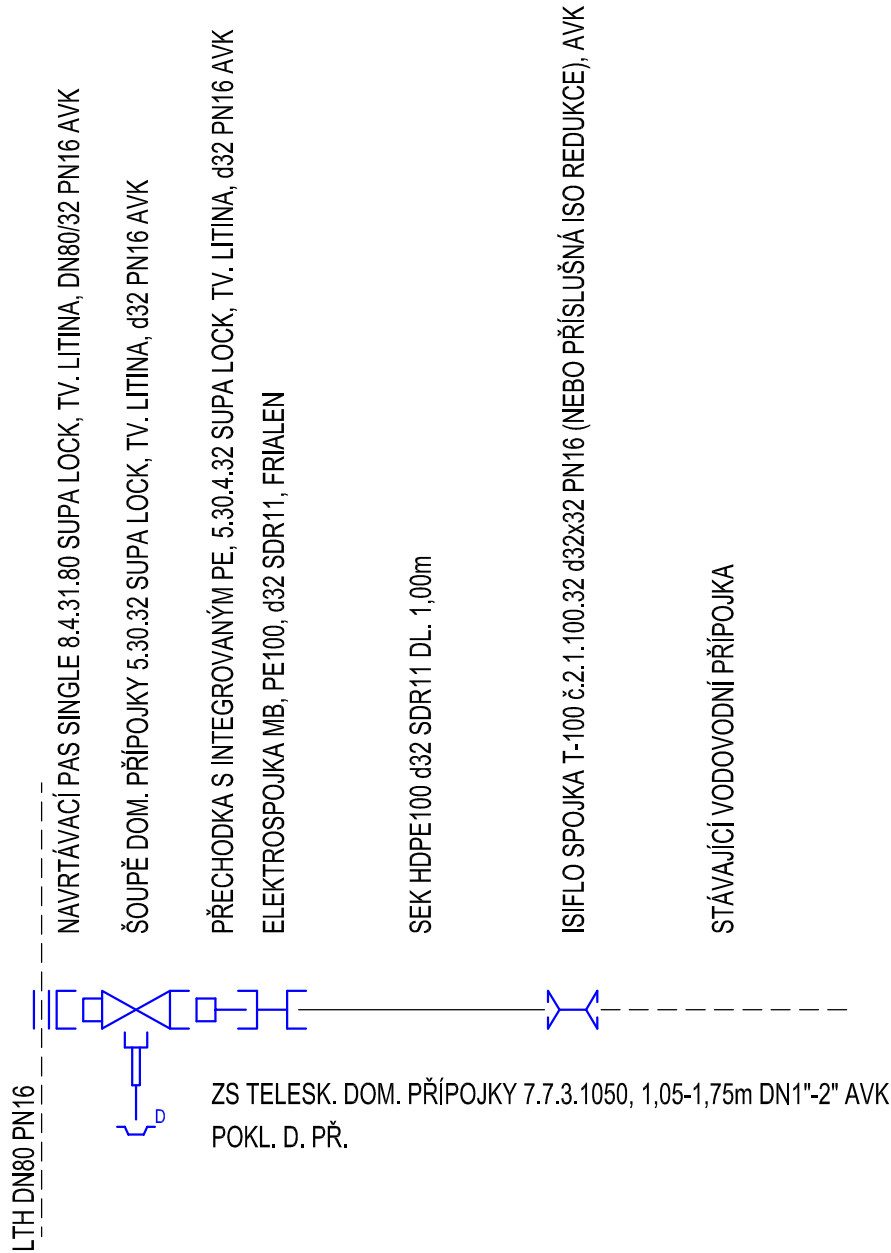 LTH DN80 PN16
NAVRTÁVACÍ PAS SINGLE 8.4.31.80 SUPA LOCK, TV. LITINA, DN80/32 PN16 AVK
ŠOUPĚ DOM. PŘÍPOJKY 5.30.32 SUPA LOCK, TV. LITINA, d32 PN16 AVK
PŘECHODKA S INTEGROVANÝM PE, 5.30.4.32 SUPA LOCK, TV. LITINA, d32 PN16 AVK
ELEKTROSPOJKA MB, PE100, d32 SDR11, FRIALEN
SEK HDPE100 d32 SDR11 DL. 1,00m
ISIFLO SPOJKA T-100 č.2.1.100.32 d32x32 PN16 (NEBO PŘÍSLUŠNÁ ISO REDUKCE), AVK
STÁVAJÍCÍ VODOVODNÍ PŘÍPOJKA
D
ZS TELESK. DOM. PŘÍPOJKY 7.7.3.1050, 1,05-1,75m DN1"-2" AVK
POKL. D. PŘ.